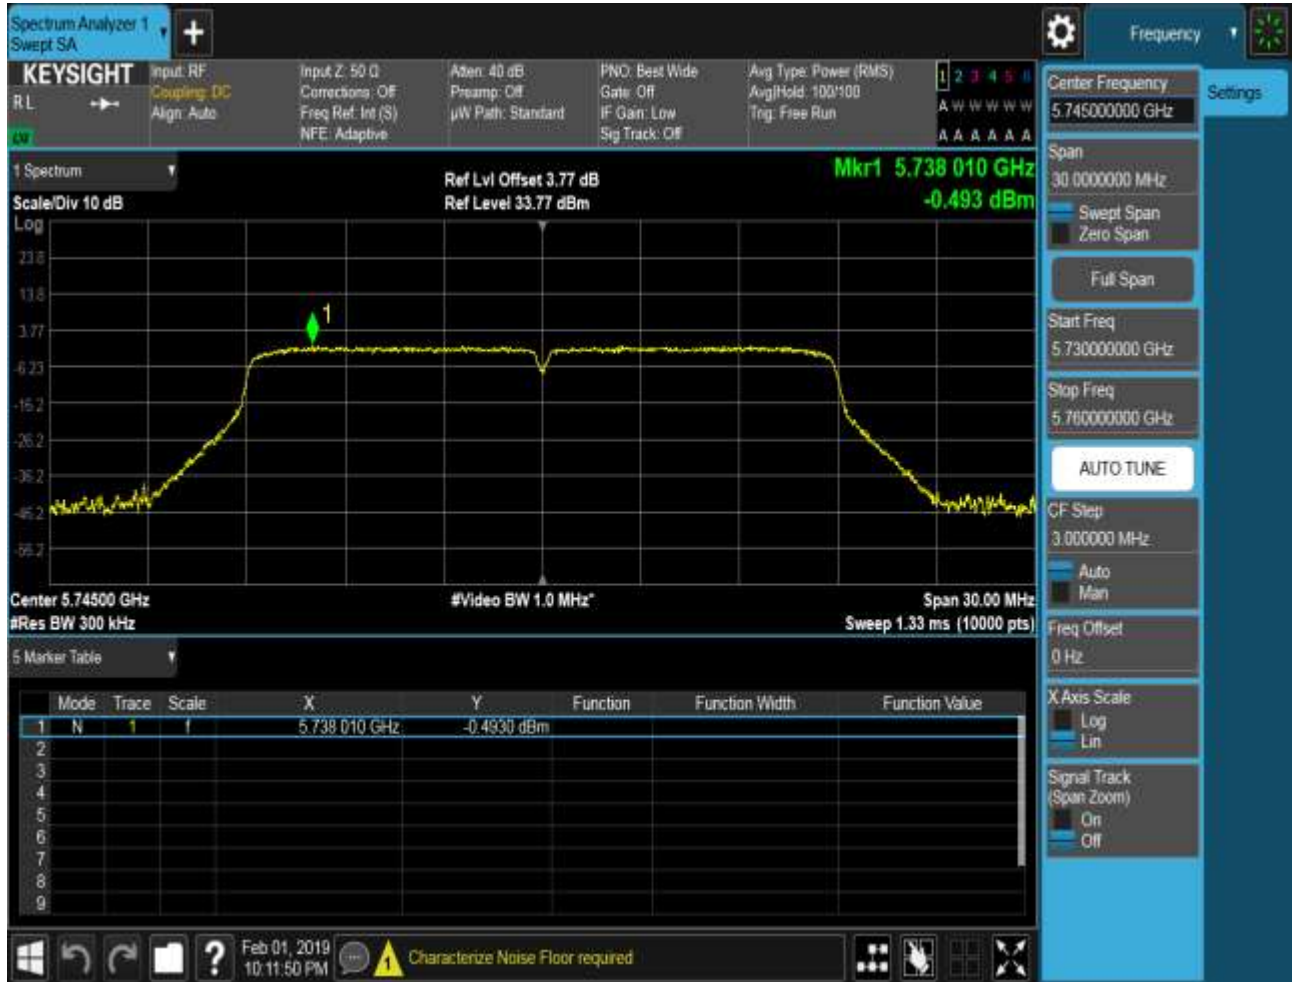 Spectrum Analyzer 1
Swept SA
+
Frequency
KEYSIGHT
R L
Input: RF
Coupling: DC
Align: Auto
Input Z: 50 Ω
Corrections: Off
Freq Ref: Int (S)
NFE: Adaptive
Atten: 40 dB
Preamp: Off
µW Path: Standard
PNO: Best Wide
Gate: Off
IF Gain: Low
Sig Track: Off
Avg Type: Power (RMS)
Avg|Hold: 100/100
Trig: Free Run
1 2 3 4 5 6
A W W W W W
A A A A A A
1 Spectrum
Scale/Div 10 dB
Log
Ref Lvl Offset 3.77 dB
Ref Level 33.77 dBm
Mkr1 5.738 010 GHz
-0.493 dBm
23.8
13.8
3.77
-6.23
-16.2
-26.2
-36.2
-46.2
-56.2
1
Center 5.74500 GHz
#Res BW 300 kHz
#Video BW 1.0 MHz*
Span 30.00 MHz
Sweep 1.33 ms (10000 pts)
5 Marker Table
Mode Trace Scale X Y Function Function Width Function Value
1 N 1 f 5.738 010 GHz -0.4930 dBm
2
3
4
5
6
7
8
9
Feb 01, 2019
10:11:50 PM
Characterize Noise Floor required
Settings
Center Frequency
5.745000000 GHz
Span
30.0000000 MHz
Swept Span
Zero Span
Full Span
Start Freq
5.730000000 GHz
Stop Freq
5.760000000 GHz
AUTO TUNE
CF Step
3.000000 MHz
Auto
Man
Freq Offset
0 Hz
X Axis Scale
Log
Lin
Signal Track
(Span Zoom)
On
Off